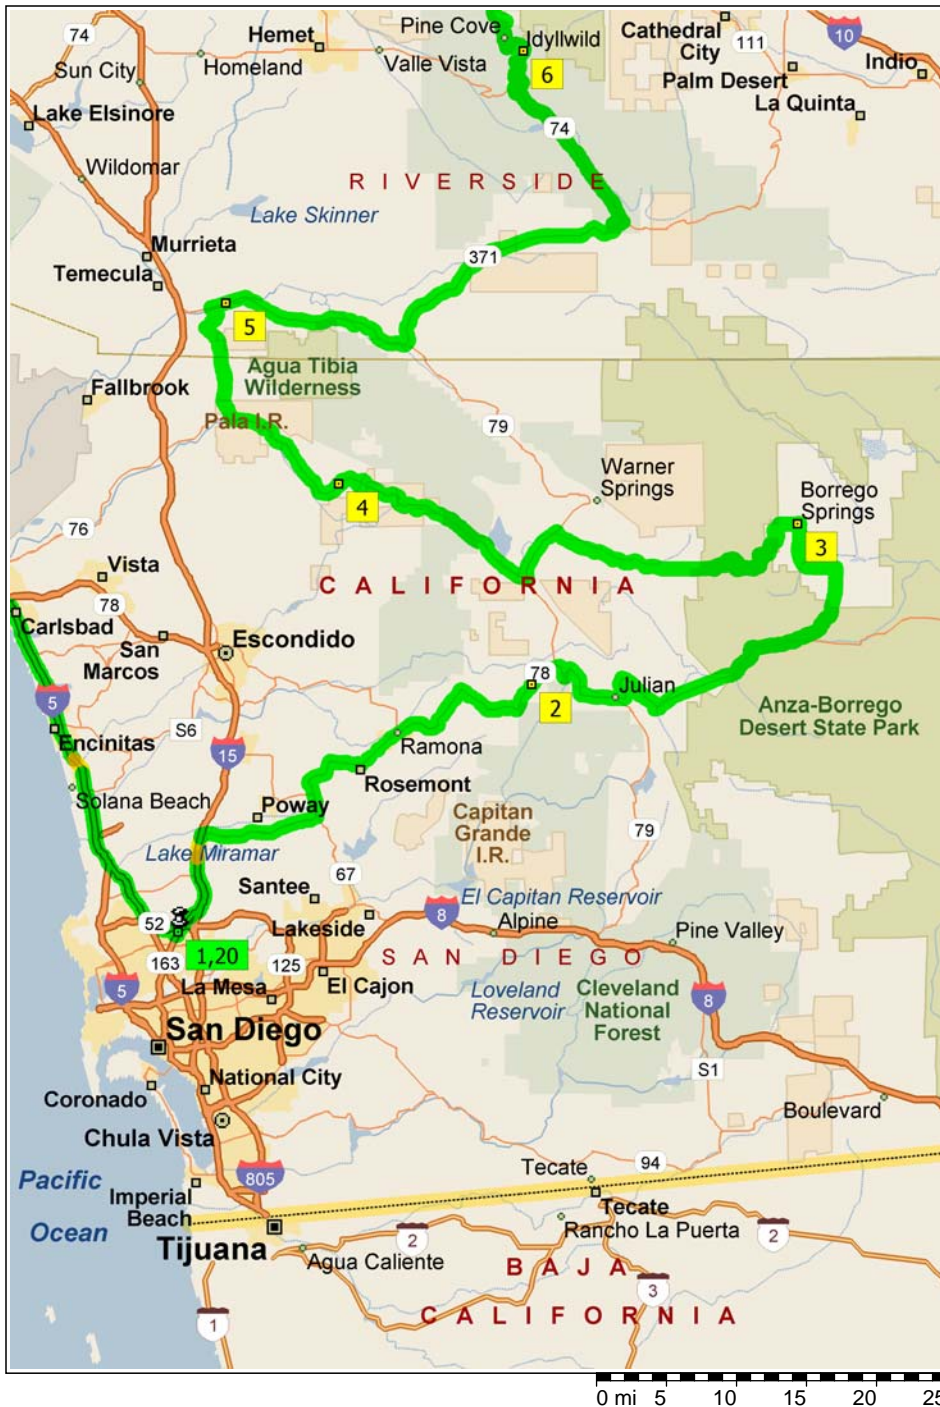 Pine Cove
Cathedral
City
10
74
Hemet
Idyllwild
111
Indio
Sun City
Homeland
Valle Vista
6
Palm Desert
La Quinta
Lake Elsinore
74
Wildomar
RIVERSIDE
Lake Skinner
Murrieta
371
Temecula
5
Agua Tibia
Wilderness
Fallbrook
Pala I.R.
79
Warner
Springs
4
Borrego
Springs
76
3
Vista
CALIFORNIA
78
Carlsbad
San
Marcos
Escondido
78
Julian
5
2
Anza-Borrego
Desert State Park
Encinitas
S6
15
Ramona
Rosemont
Solana Beach
Poway
Capitan
Grande
I.R.
79
Lake Miramar
67
Santee
El Capitan Reservoir
52
Lakeside
8
Alpine
Pine Valley
1,20
163
125
SAN DIEGO
5
La Mesa
El Cajon
Loveland
Reservoir
Cleveland
National
Forest
8
San Diego
S1
National City
Coronado
Boulevard
Chula Vista
Tecate
94
805
Pacific
Ocean
Imperial
Beach
Tecate
Rancho La Puerta
Tijuana
2
2
Agua Caliente
BAJA
3
CALIFORNIA
1
0 mi 5 10 15 20 25